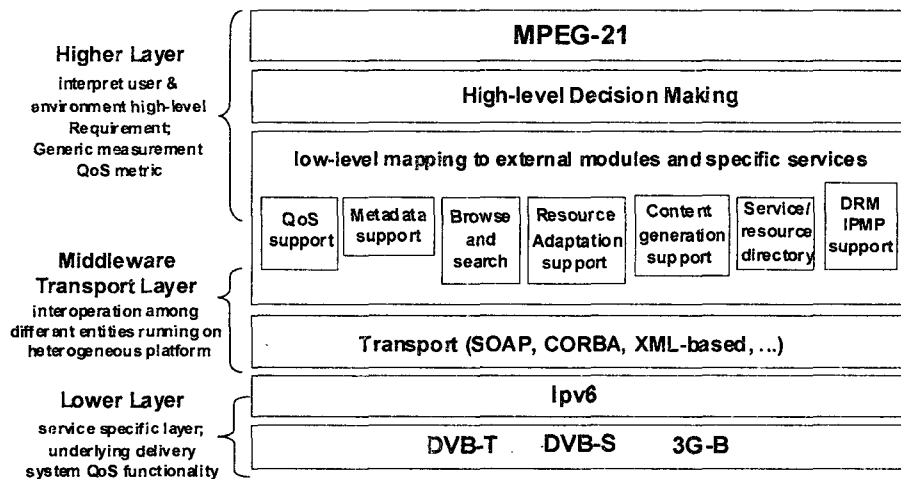 MPEG-21
Higher Layer
interpret user &
environment high-level
Requirement;
Generic measurement
QoS metric
High-level Decision Making
low-level mapping to external modules and specific services
QoS
support
Metadata
support
Browse
and
search
Resource
Adaptation
support
Content
generation
support
Service/
resource
directory
DRM
IPMP
support
Middleware
Transport Layer
interoperation among
different entities running on
heterogeneous platform
Transport (SOAP, CORBA, XML-based, ...)
Lower Layer
service specific layer;
underlying delivery
system QoS functionality
Ipv6
DVB-T DVB-S 3G-B